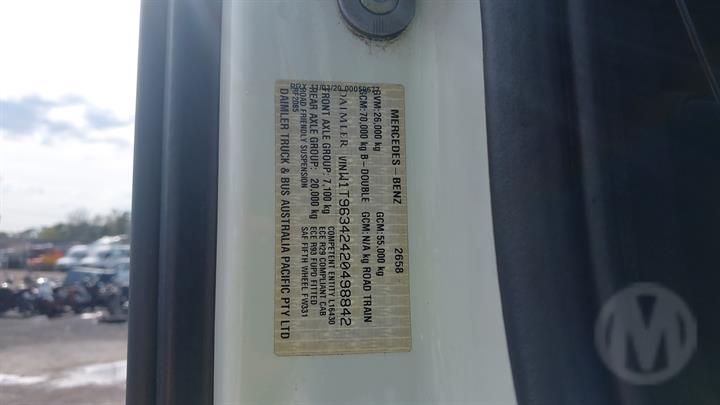 MERCEDES-BENZ 2658
GVM: 26,000 kg GCM: 55,000 kg
GCM: 70,000 kg B-DOUBLE GCM: N/A kg ROAD TRAIN
DAIMLER VIN W1T96342420498842
FRONT AXLE GROUP: 7,100 kg COMPETENT ENTITY L16430
REAR AXLE GROUP: 20,000 kg ECE R29 COMPLIANT CAB
ROAD FRIENDLY SUSPENSION ECE R93 FUPD FITTED
RF2085 SAF FIFTH WHEEL FW331
DAIMLER TRUCK & BUS AUSTRALIA PACIFIC PTY LTD
M